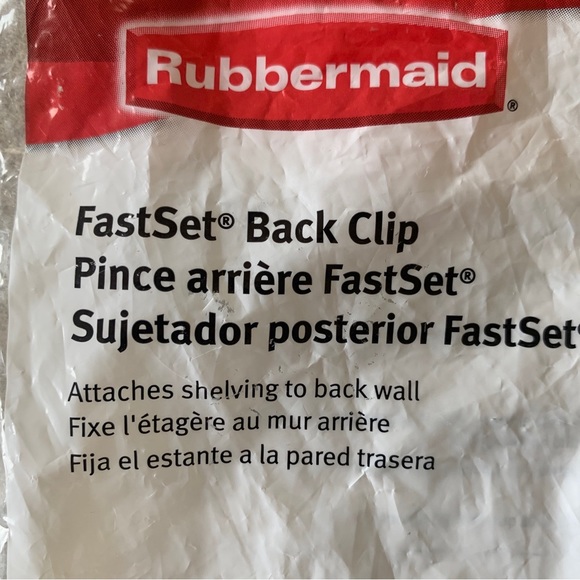 Rubbermaid®
FastSet® Back Clip
Pince arrière FastSet®
Sujetador posterior FastSet®
Attaches shelving to back wall
Fixe l'étagère au mur arrière
Fija el estante a la pared trasera